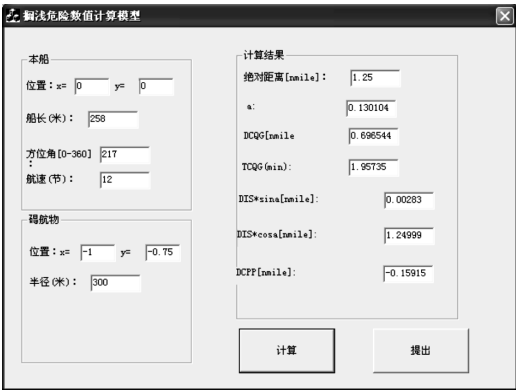 搁浅危险数值计算模型
本船
位置：x= 0 y= 0
船长(米)： 258
方位角[0-360]： 217
航速(节)： 12
碍航物
位置：x= -1 y= -0.75
半径(米)： 300
计算结果
绝对距离[nmile]： 1.25
a: 0.130104
DCQG[nmile 0.696544
TCQG(min): 1.95735
DIS*sina[nmile]: 0.00283
DIS*cosa[nmile]: 1.24999
DCPP[nmile]: -0.15915
计算 提出